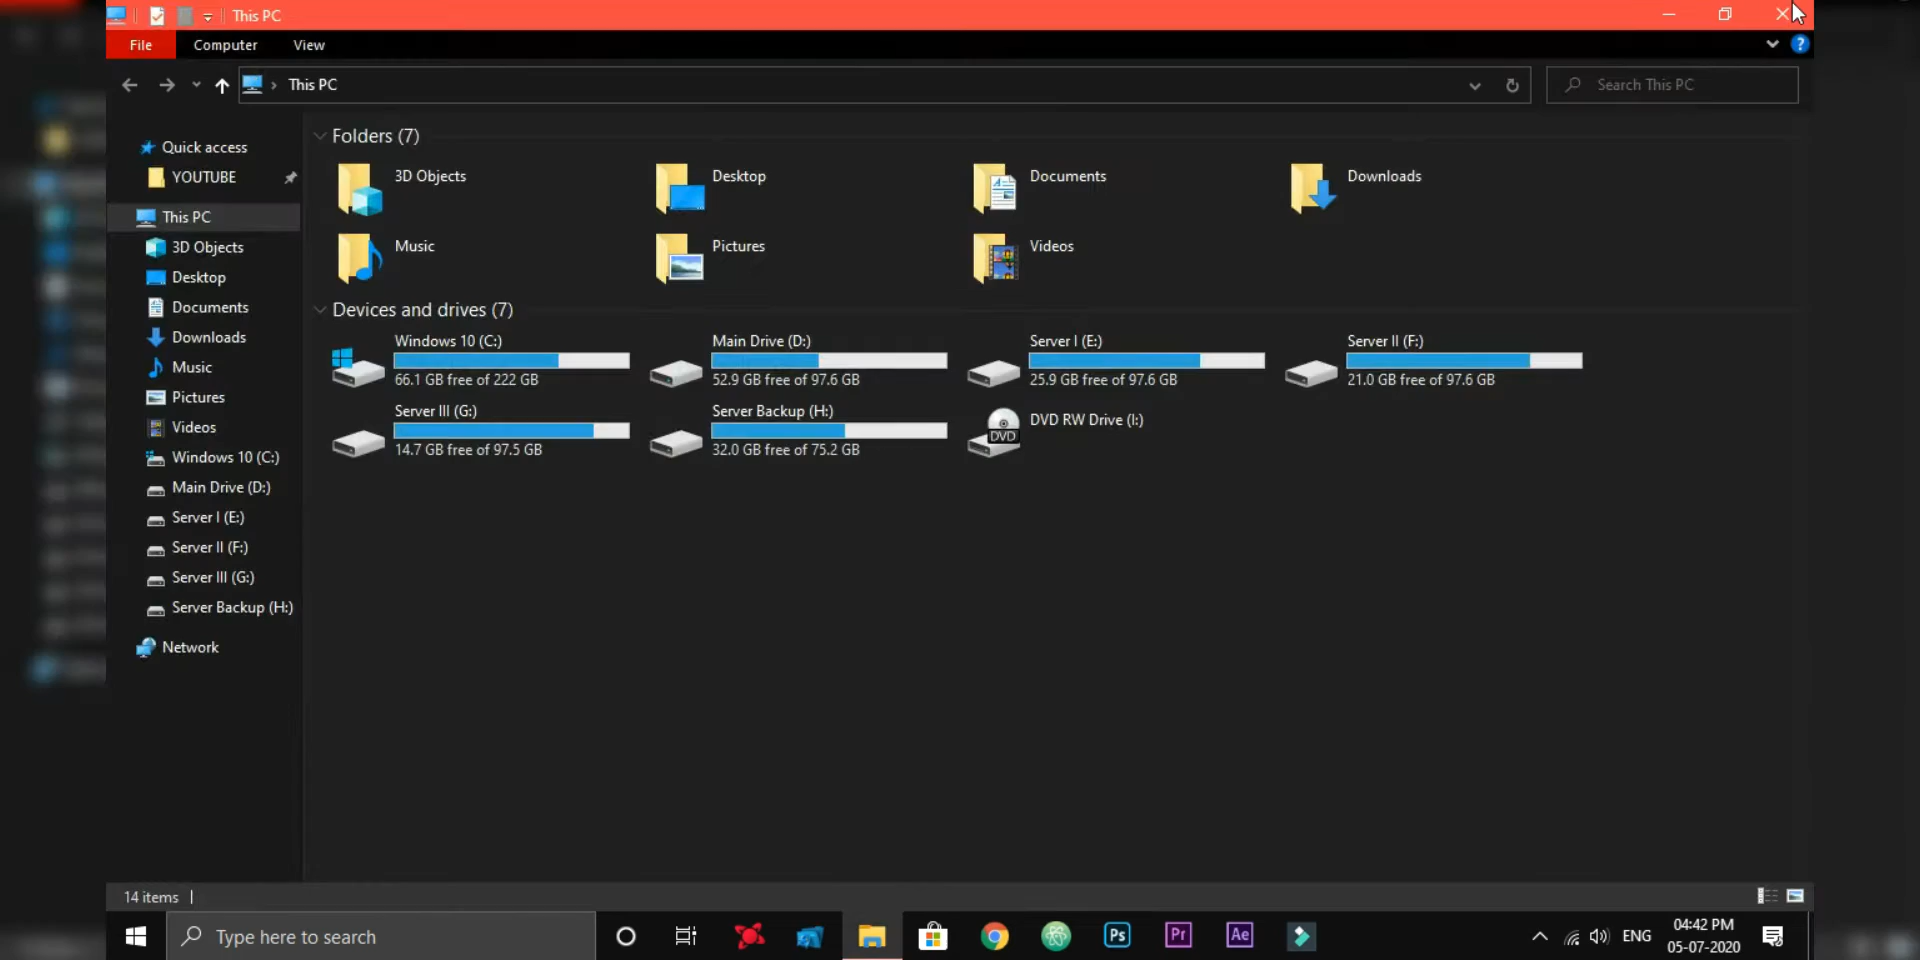 This PC
File Computer View
?
This PC
Search This PC
Quick access
YOUTUBE
This PC
3D Objects
Desktop
Documents
Downloads
Music
Pictures
Videos
Windows 10 (C:)
Main Drive (D:)
Server I (E:)
Server II (F:)
Server III (G:)
Server Backup (H:)
Network
Folders (7)
3D Objects
Desktop
Documents
Downloads
Music
Pictures
Videos
Devices and drives (7)
Windows 10 (C:)
66.1 GB free of 222 GB
Main Drive (D:)
52.9 GB free of 97.6 GB
Server I (E:)
25.9 GB free of 97.6 GB
Server II (F:)
21.0 GB free of 97.6 GB
Server III (G:)
14.7 GB free of 97.5 GB
Server Backup (H:)
32.0 GB free of 75.2 GB
DVD
DVD RW Drive (I:)
14 items
Type here to search
Ps
Pr
Ae
ENG
04:42 PM
05-07-2020